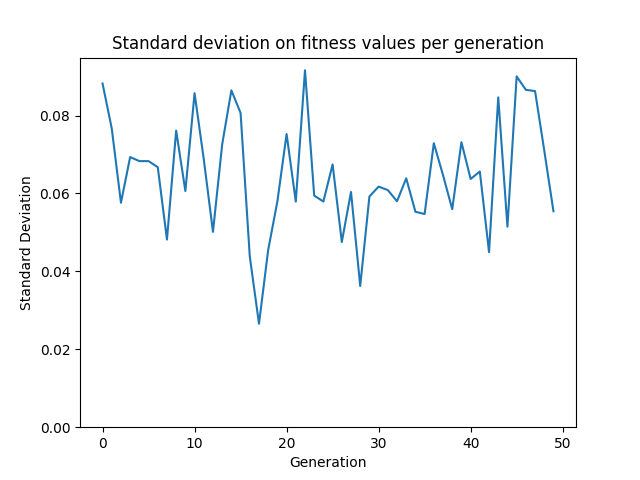 Standard deviation on fitness values per generation
Standard Deviation
0.08
0.06
0.04
0.02
0.00
0 10 20 30 40 50
Generation